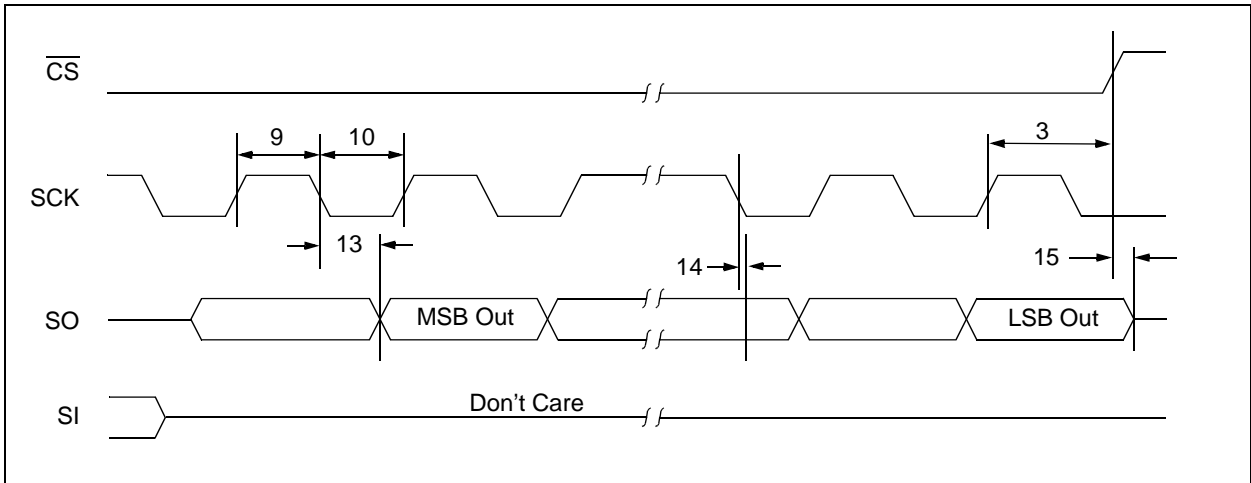 CS
3
9 10
SCK
13
14 15
SO MSB Out LSB Out
Don't Care
SI